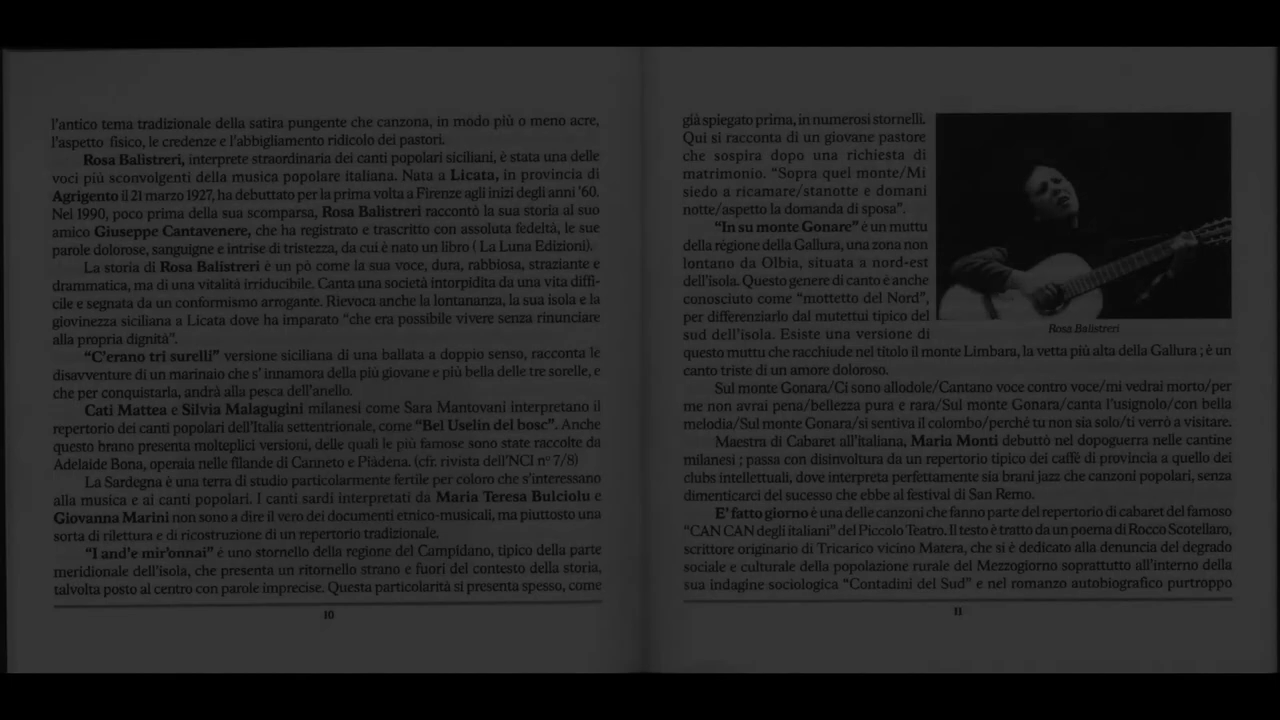 l'antico tema tradizionale della satira pungente che canzona, in modo più o meno acre,
l'aspetto fisico, le credenze e l'abbigliamento ridicolo dei pastori.
Rosa Balistreri, interprete straordinaria dei canti popolari siciliani, è stata una delle
voci più sconvolgenti della musica popolare italiana. Nata a Licata, in provincia di
Agrigento il 21 marzo 1927, ha debuttato per la prima volta a Firenze agli inizi degli anni '60.
Nel 1990, poco prima della sua scomparsa, Rosa Balistreri raccontò la sua storia al suo
amico Giuseppe Cantavenere, che ha registrato e trascritto con assoluta fedeltà, le sue
parole dolorose, sanguigne e intrise di tristezza, da cui è nato un libro ( La Luna Edizioni).
La storia di Rosa Balistreri è un pò come la sua voce, dura, rabbiosa, straziante e
drammatica, ma di una vitalità irriducibile. Canta una società intorpidita da una vita diffi-
cile e segnata da un conformismo arrogante. Rievoca anche la lontananza, la sua isola e la
giovinezza siciliana a Licata dove ha imparato "che era possibile vivere senza rinunciare
alla propria dignità".
"C'erano tri surelli" versione siciliana di una ballata a doppio senso, racconta le
disavventure di un marinaio che s' innamora della più giovane e più bella delle tre sorelle, e
che per conquistarla, andrà alla pesca dell'anello.
Cati Mattea e Silvia Malagugini milanesi come Sara Mantovani interpretano il
repertorio dei canti popolari dell'Italia settentrionale, come "Bel Uselin del bosc". Anche
questo brano presenta molteplici versioni, delle quali le più famose sono state raccolte da
Adelaide Bona, operaia nelle filande di Canneto e Piàdena. (cfr. rivista dell'NCI n° 7/8)
La Sardegna è una terra di studio particolarmente fertile per coloro che s'interessano
alla musica e ai canti popolari. I canti sardi interpretati da Maria Teresa Bulciolu e
Giovanna Marini non sono a dire il vero dei documenti etnico-musicali, ma piuttosto una
sorta di rilettura e di ricostruzione di un repertorio tradizionale.
"I and'e mir'onnai" è uno stornello della regione del Campidano, tipico della parte
meridionale dell'isola, che presenta un ritornello strano e fuori del contesto della storia,
talvolta posto al centro con parole imprecise. Questa particolarità si presenta spesso, come
10
già spiegato prima, in numerosi stornelli.
Qui si racconta di un giovane pastore
che sospira dopo una richiesta di
matrimonio. "Sopra quel monte/Mi
siedo a ricamare/stanotte e domani
notte/aspetto la domanda di sposa".
"In su monte Gonare" è un muttu
della régione della Gallura, una zona non
lontano da Olbia, situata a nord-est
dell'isola. Questo genere di canto è anche
conosciuto come "mottetto del Nord",
per differenziarlo dal mutettui tipico del
sud dell'isola. Esiste una versione di
questo muttu che racchiude nel titolo il monte Limbara, la vetta più alta della Gallura ; è un
canto triste di un amore doloroso.
Sul monte Gonara/Ci sono allodole/Cantano voce contro voce/mi vedrai morto/per
me non avrai pena/bellezza pura e rara/Sul monte Gonara/canta l'usignolo/con bella
melodia/Sul monte Gonara/si sentiva il colombo/perchè tu non sia solo/ti verrò a visitare.
Maestra di Cabaret all'italiana, Maria Monti debuttò nel dopoguerra nelle cantine
milanesi ; passa con disinvoltura da un repertorio tipico dei caffè di provincia a quello dei
clubs intellettuali, dove interpreta perfettamente sia brani jazz che canzoni popolari, senza
dimenticarci del sucesso che ebbe al festival di San Remo.
E' fatto giorno è una delle canzoni che fanno parte del repertorio di cabaret del famoso
"CAN CAN degli italiani" del Piccolo Teatro. Il testo è tratto da un poema di Rocco Scotellaro,
scrittore originario di Tricarico vicino Matera, che si è dedicato alla denuncia del degrado
sociale e culturale della popolazione rurale del Mezzogiorno soprattutto all'interno della
sua indagine sociologica "Contadini del Sud" e nel romanzo autobiografico purtroppo
Rosa Balistreri
11